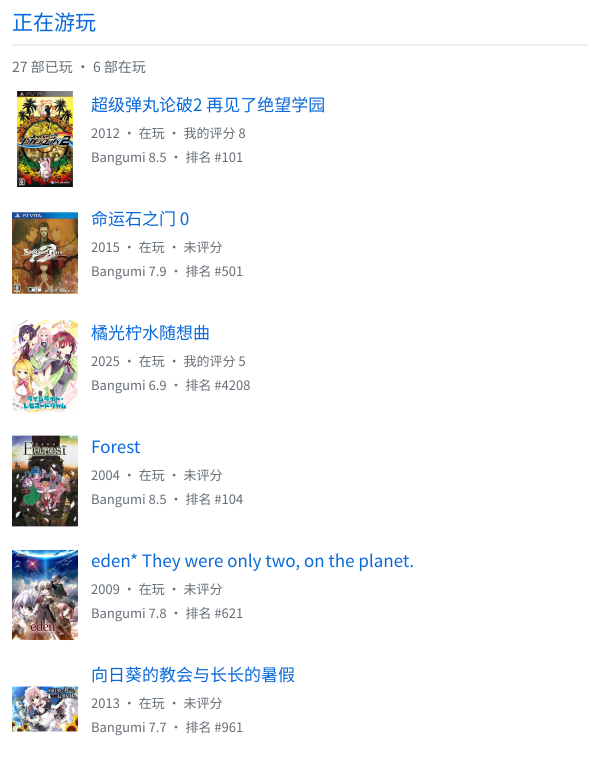 正在游玩
27 部已玩 · 6 部在玩
超级弹丸论破2 再见了绝望学园
2012 · 在玩 · 我的评分 8
Bangumi 8.5 · 排名 #101
命运石之门 0
2015 · 在玩 · 未评分
Bangumi 7.9 · 排名 #501
橘光柠水随想曲
2025 · 在玩 · 我的评分 5
Bangumi 6.9 · 排名 #4208
Forest
Forest
2004 · 在玩 · 未评分
Bangumi 8.5 · 排名 #104
eden* They were only two, on the planet.
2009 · 在玩 · 未评分
Bangumi 7.8 · 排名 #621
eden
向日葵的教会与长长的暑假
2013 · 在玩 · 未评分
Bangumi 7.7 · 排名 #961